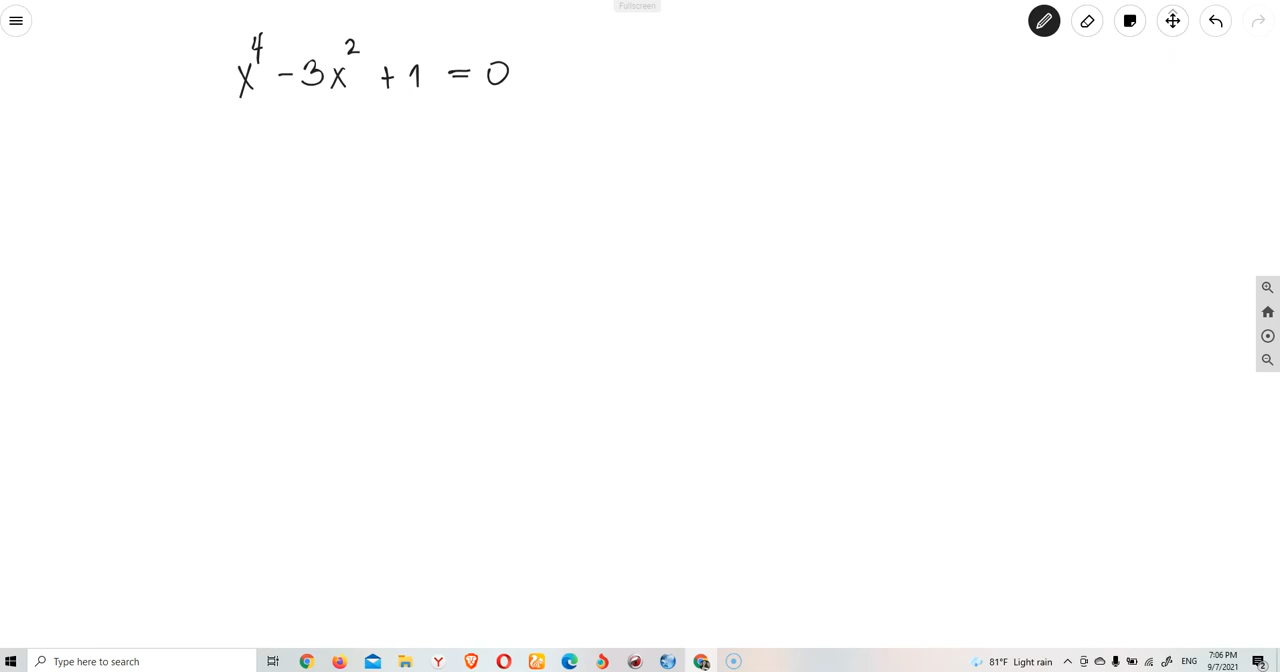 Fullscreen
x⁴ - 3x² + 1 = 0
Type here to search
81°F Light rain
ENG
7:06 PM
9/7/2021
2